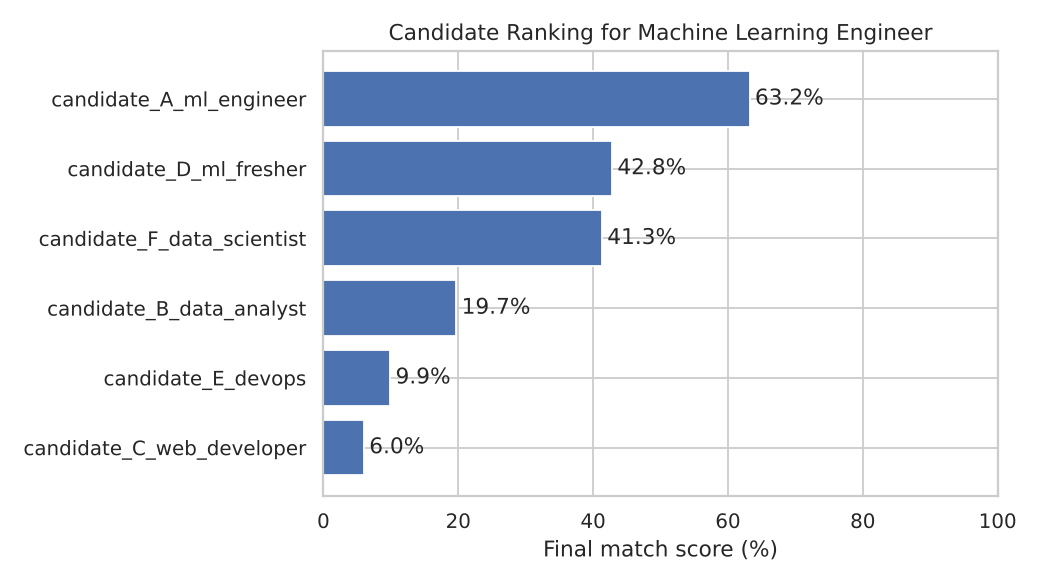 Candidate Ranking for Machine Learning Engineer
candidate_A_ml_engineer 63.2%
candidate_D_ml_fresher 42.8%
candidate_F_data_scientist 41.3%
candidate_B_data_analyst 19.7%
candidate_E_devops 9.9%
candidate_C_web_developer 6.0%
0 20 40 60 80 100
Final match score (%)